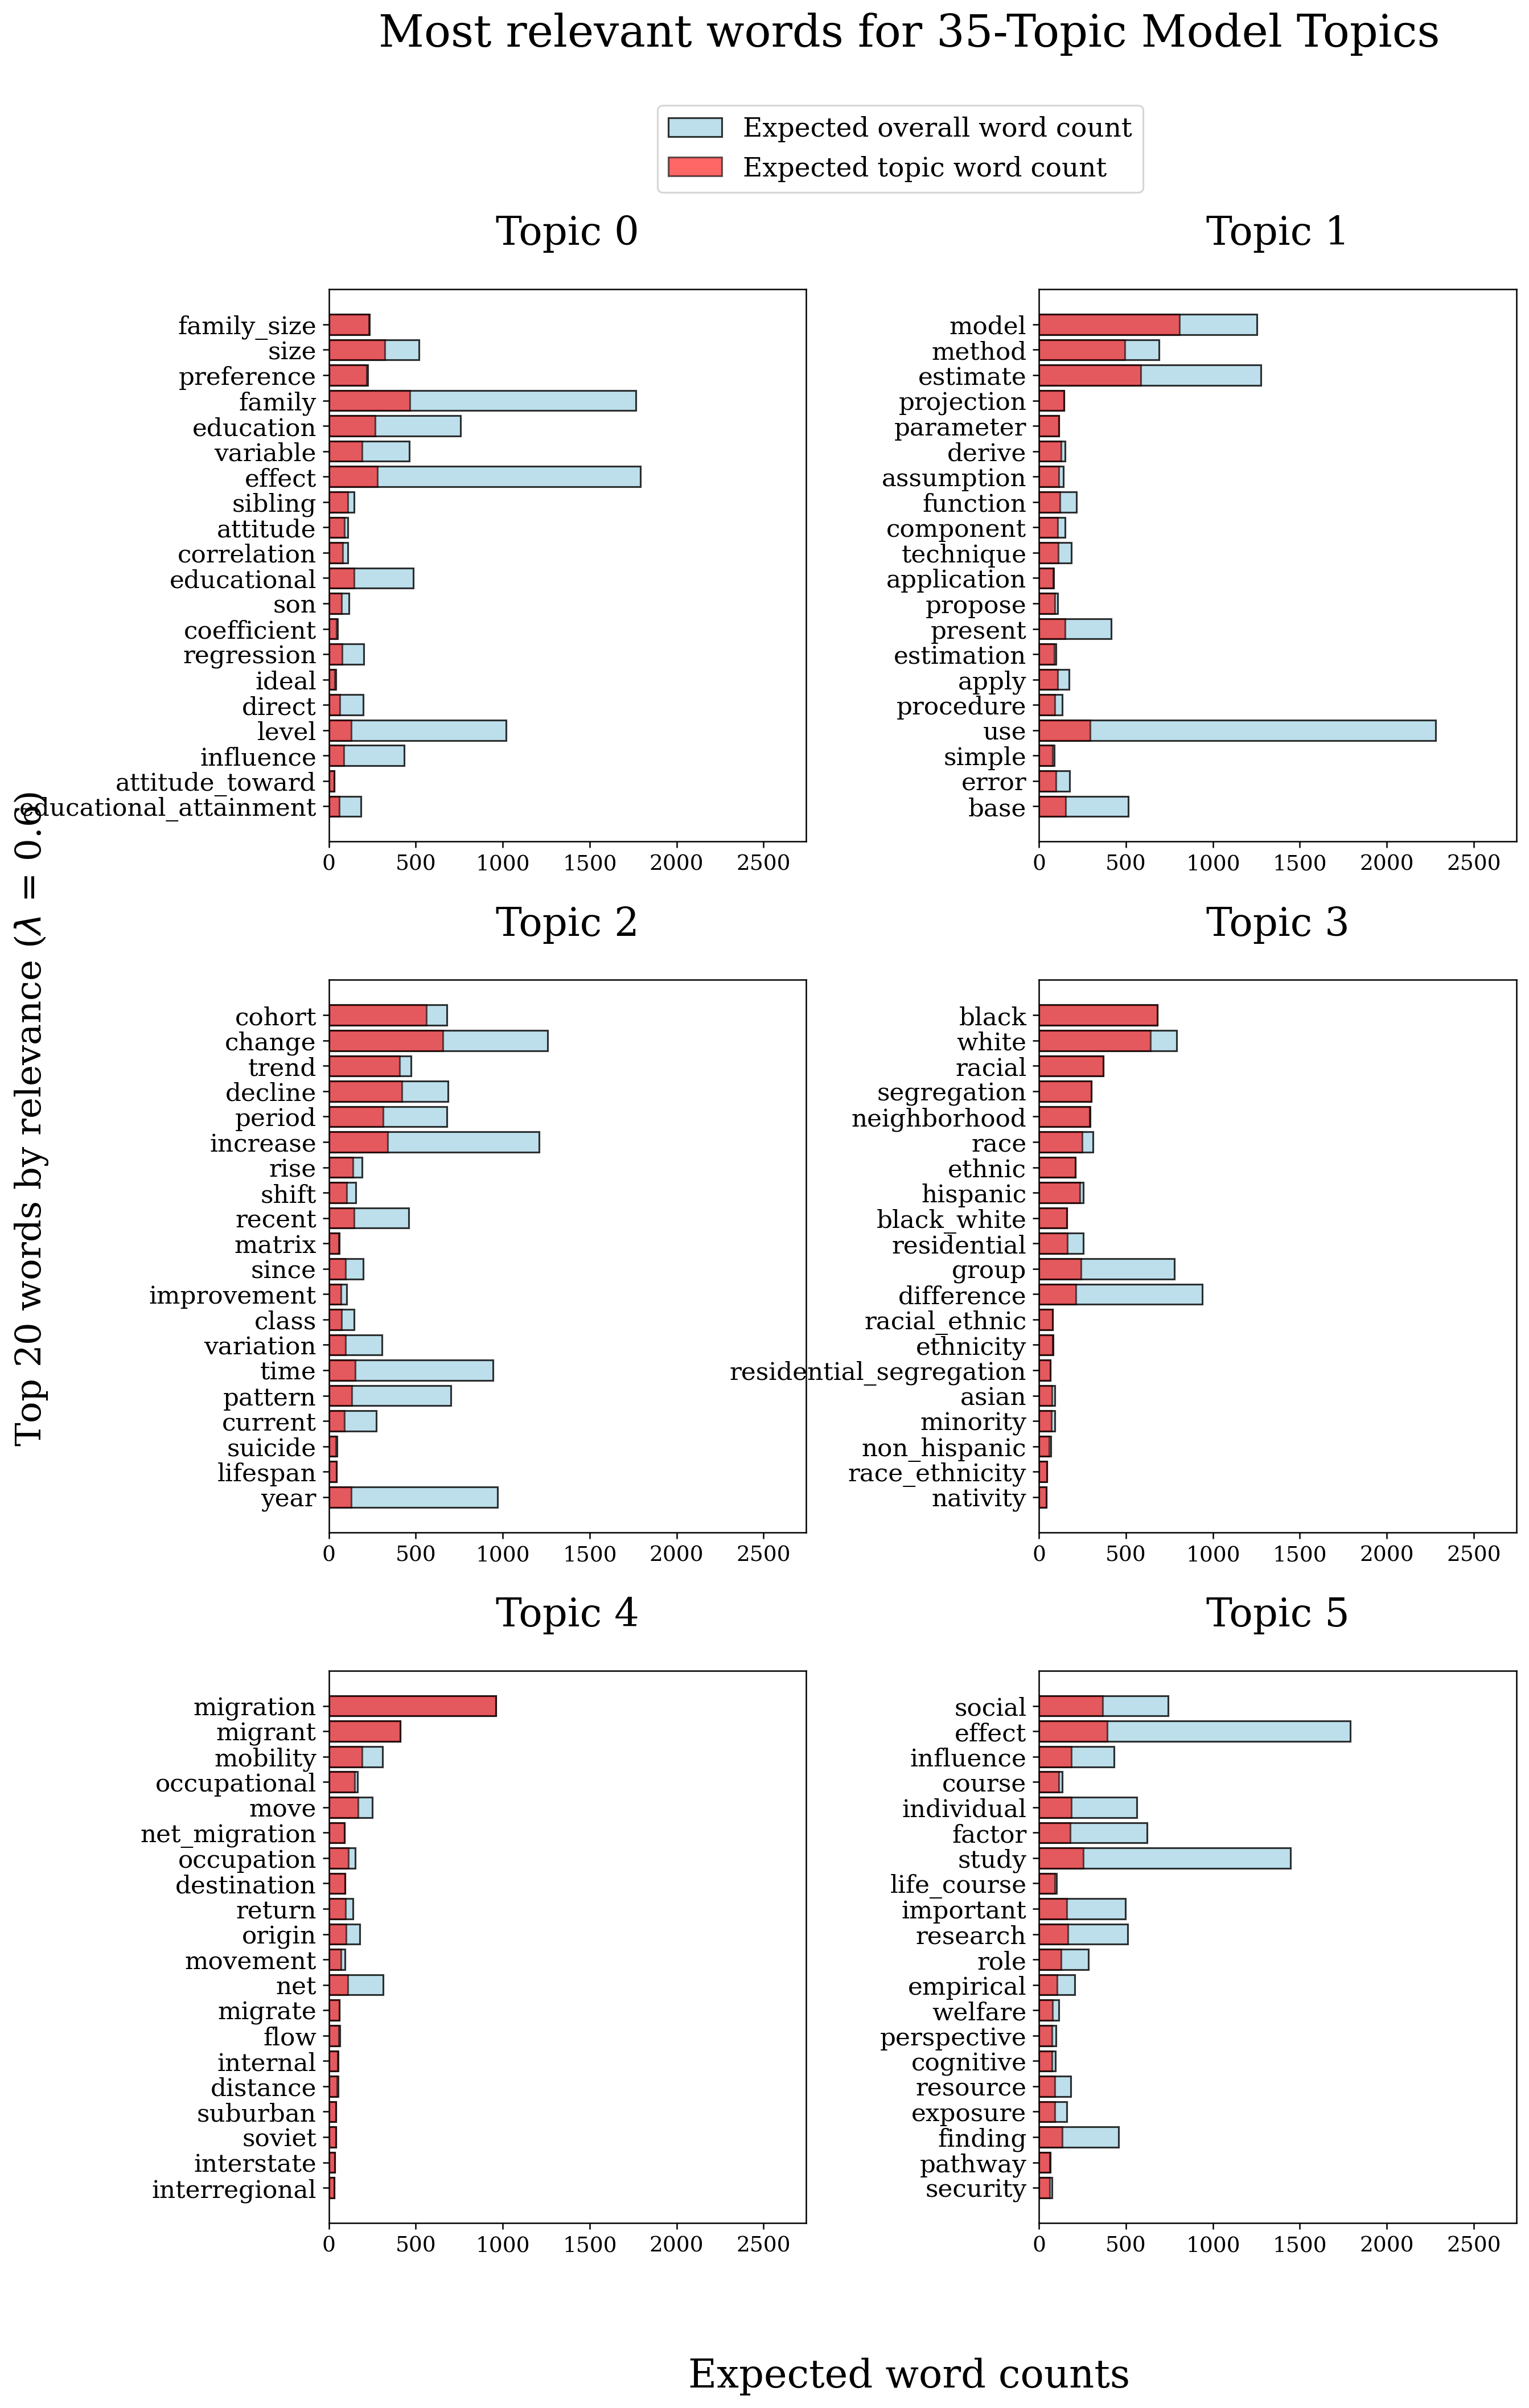 Most relevant words for 35-Topic Model Topics
Expected overall word count
Expected topic word count
Top 20 words by relevance (λ = 0.6)
Topic 0
family_size
size
preference
family
education
variable
effect
sibling
attitude
correlation
educational
son
coefficient
regression
ideal
direct
level
influence
attitude_toward
educational_attainment
0 500 1000 1500 2000 2500
Topic 1
model
method
estimate
projection
parameter
derive
assumption
function
component
technique
application
propose
present
estimation
apply
procedure
use
simple
error
base
0 500 1000 1500 2000 2500
Topic 2
cohort
change
trend
decline
period
increase
rise
shift
recent
matrix
since
improvement
class
variation
time
pattern
current
suicide
lifespan
year
0 500 1000 1500 2000 2500
Topic 3
black
white
racial
segregation
neighborhood
race
ethnic
hispanic
black_white
residential
group
difference
racial_ethnic
ethnicity
residential_segregation
asian
minority
non_hispanic
race_ethnicity
nativity
0 500 1000 1500 2000 2500
Topic 4
migration
migrant
mobility
occupational
move
net_migration
occupation
destination
return
origin
movement
net
migrate
flow
internal
distance
suburban
soviet
interstate
interregional
0 500 1000 1500 2000 2500
Topic 5
social
effect
influence
course
individual
factor
study
life_course
important
research
role
empirical
welfare
perspective
cognitive
resource
exposure
finding
pathway
security
0 500 1000 1500 2000 2500
Expected word counts